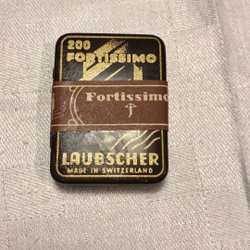 200
FORTISSIMO
Fortissimo
LAUBSCHER
MADE IN SWITZERLAND